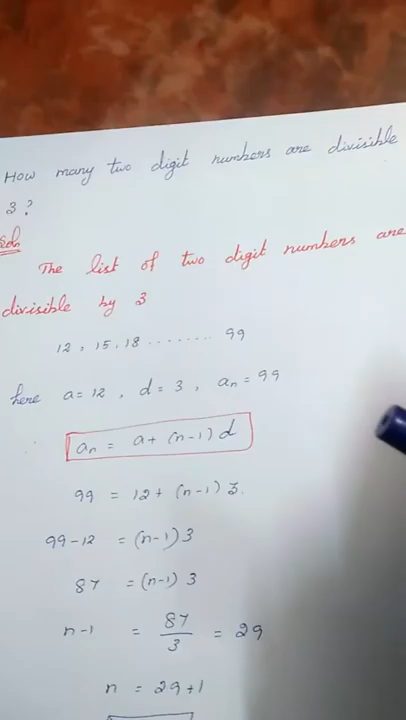 How many two digit numbers are divisible
3?
Soln
The list of two digit numbers are
divisible by 3
12, 15, 18 ........ 99
here a = 12, d = 3, an = 99
an = a + (n-1) d
99 = 12 + (n-1) 3.
99-12 = (n-1) 3
87 = (n-1) 3
n-1 = 87/3 = 29
n = 29+1